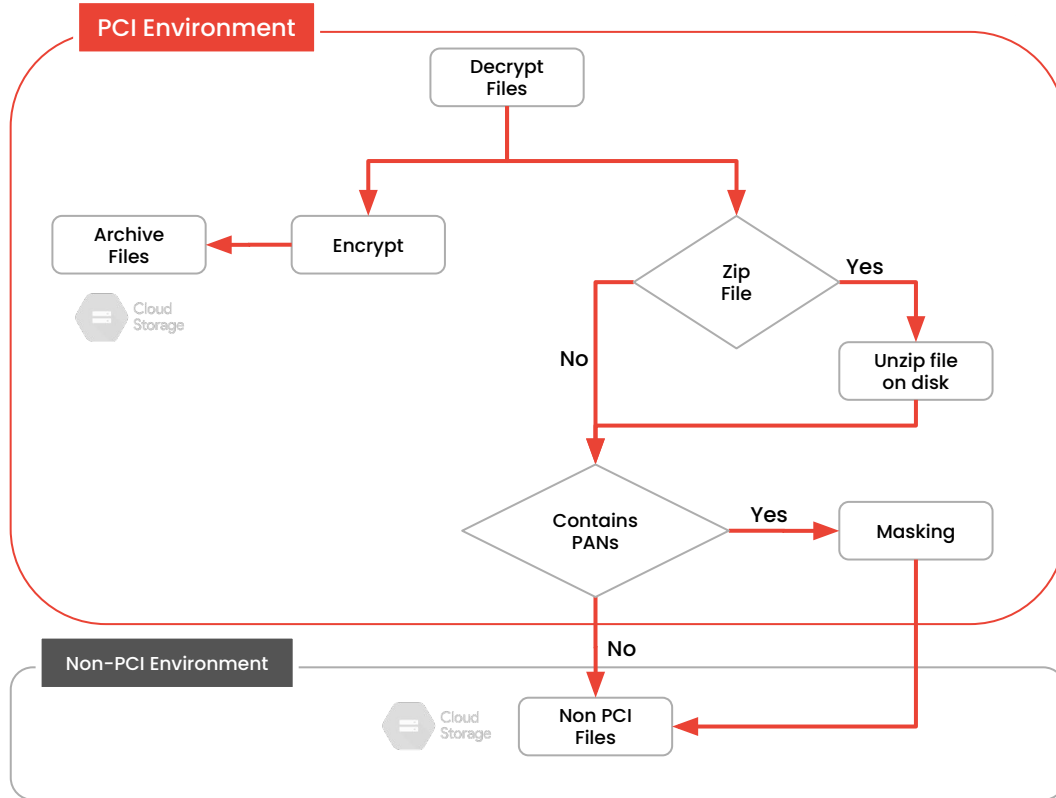 PCI Environment
Decrypt
Files
Archive
Files
Encrypt
Zip
File
Yes
Cloud
Storage
No
Unzip file
on disk
Contains
PANs
Yes
Masking
No
Non-PCI Environment
Cloud
Storage
Non PCI
Files